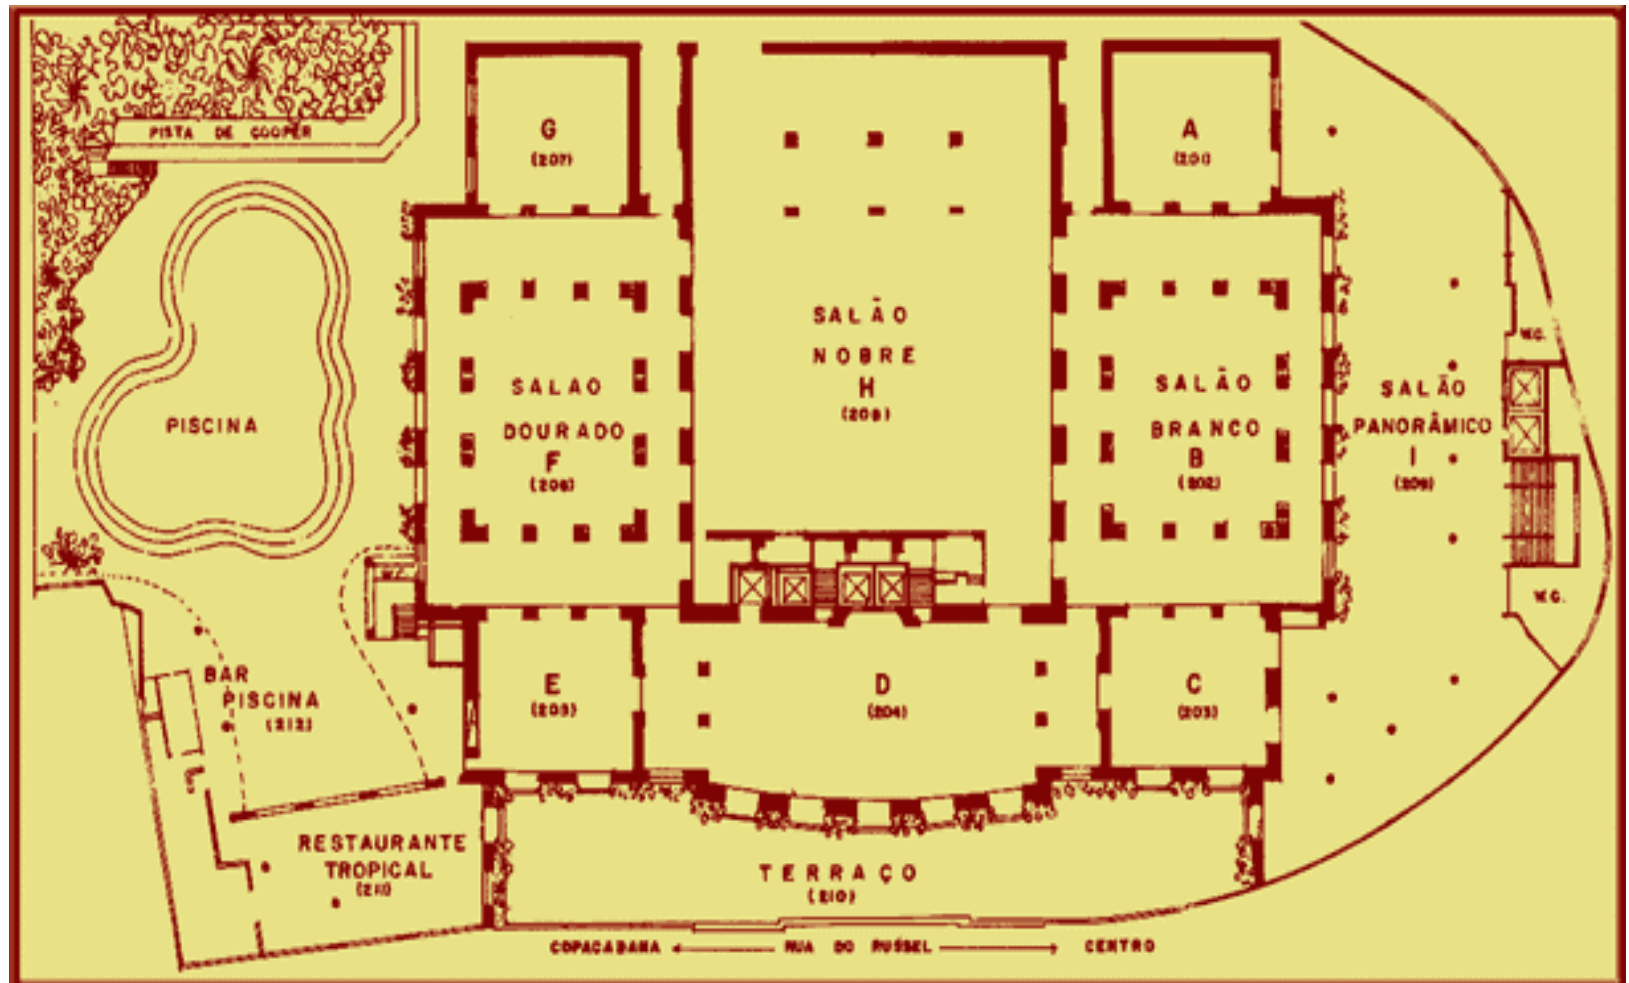 PISTA DE COOPER
G
(207)
A
(201)
SALÃO
NOBRE
H
(208)
SALAO
DOURADO
F
(206)
SALÃO
BRANCO
B
(202)
SALÃO
PANORÂMICO
I
(209)
PISCINA
W.C.
W.C.
W.C.
BAR
PISCINA
(212)
E
(205)
D
(204)
C
(203)
RESTAURANTE
TROPICAL
(211)
TERRAÇO
(210)
COPACABANA RUA DO RUSSEL CENTRO